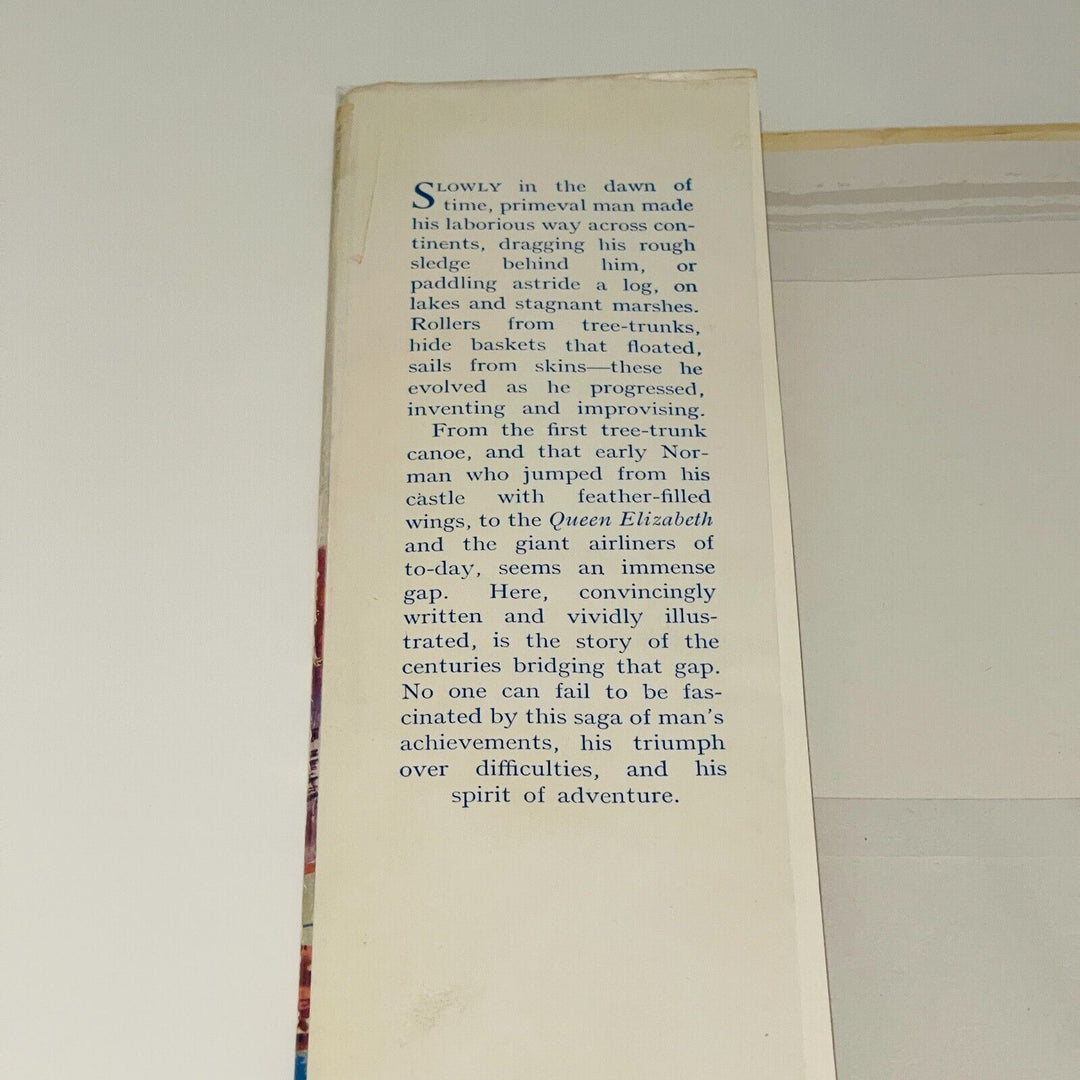 SLOWLY in the dawn of
time, primeval man made
his laborious way across con-
tinents, dragging his rough
sledge behind him, or
paddling astride a log, on
lakes and stagnant marshes.
Rollers from tree-trunks,
hide baskets that floated,
sails from skins—these he
evolved as he progressed,
inventing and improvising.
From the first tree-trunk
canoe, and that early Nor-
man who jumped from his
castle with feather-filled
wings, to the Queen Elizabeth
and the giant airliners of
to-day, seems an immense
gap. Here, convincingly
written and vividly illus-
trated, is the story of the
centuries bridging that gap.
No one can fail to be fas-
cinated by this saga of man's
achievements, his triumph
over difficulties, and his
spirit of adventure.